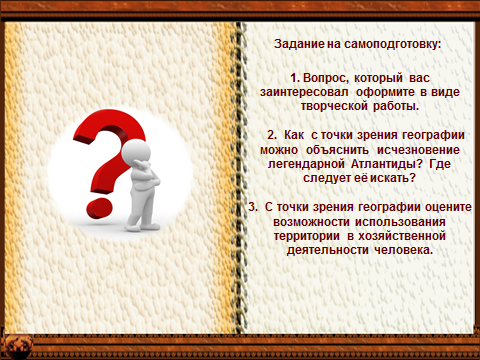 Задание на самоподготовку:
1. Вопрос, который вас
заинтересовал оформите в виде
творческой работы.
2. Как с точки зрения географии
можно объяснить исчезновение
легендарной Атлантиды? Где
следует её искать?
3. С точки зрения географии оцените
возможности использования
территории в хозяйственной
деятельности человека.